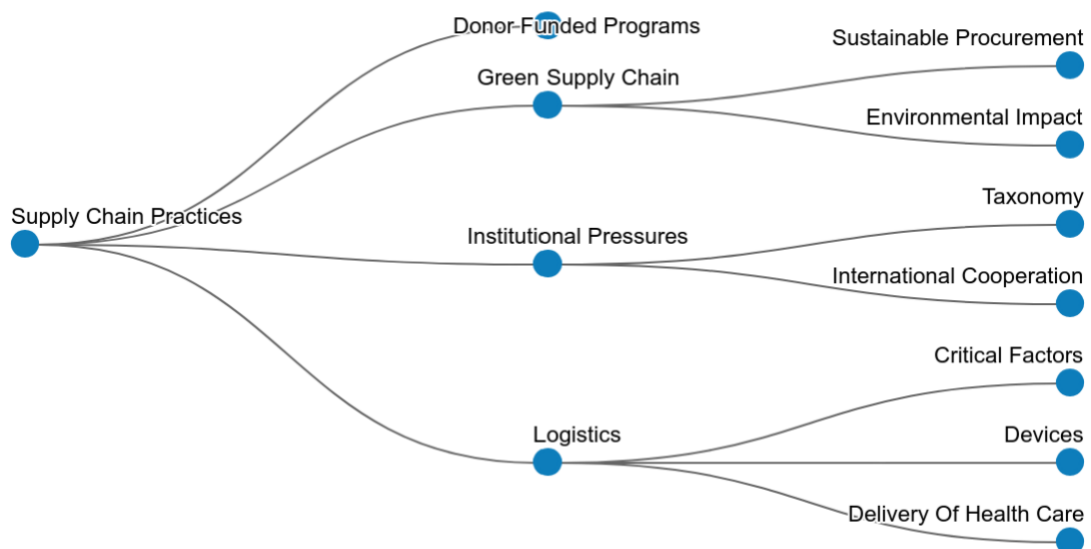 Donor Funded Programs
Sustainable Procurement
Green Supply Chain
Environmental Impact
Supply Chain Practices
Taxonomy
Institutional Pressures
International Cooperation
Critical Factors
Logistics
Devices
Delivery Of Health Care